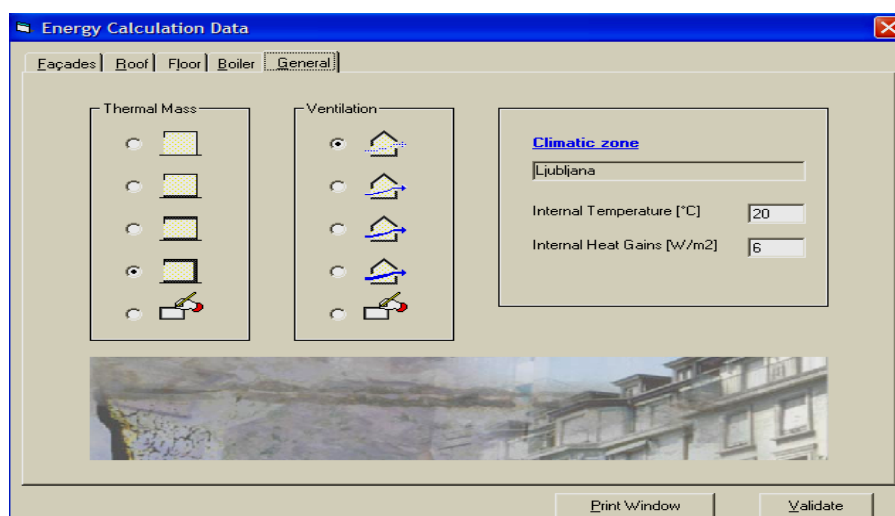 Energy Calculation Data
Façades Roof Floor Boiler General
Thermal Mass
Ventilation
Climatic zone
Ljubljana
Internal Temperature [°C] 20
Internal Heat Gains [W/m2] 6
Print Window Validate